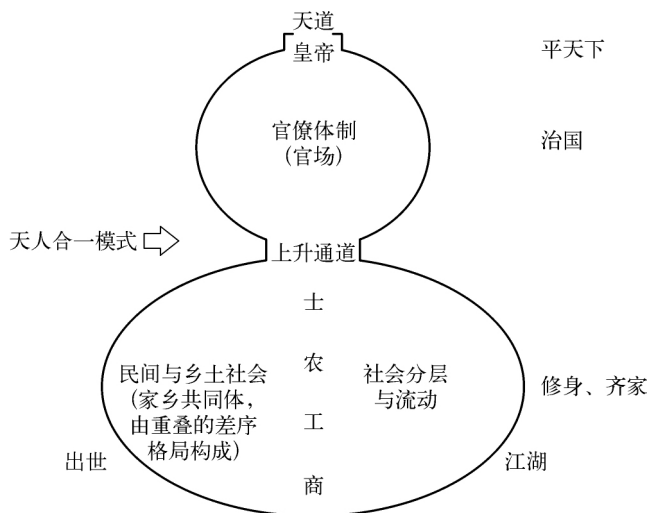 天道
皇帝
平天下
官僚体制
（官场）
治国
天人合一模式
上升通道
士
农
工
商
民间与乡土社会
（家乡共同体，
由重叠的差序
格局构成）
社会分层
与流动
修身、齐家
出世
江湖